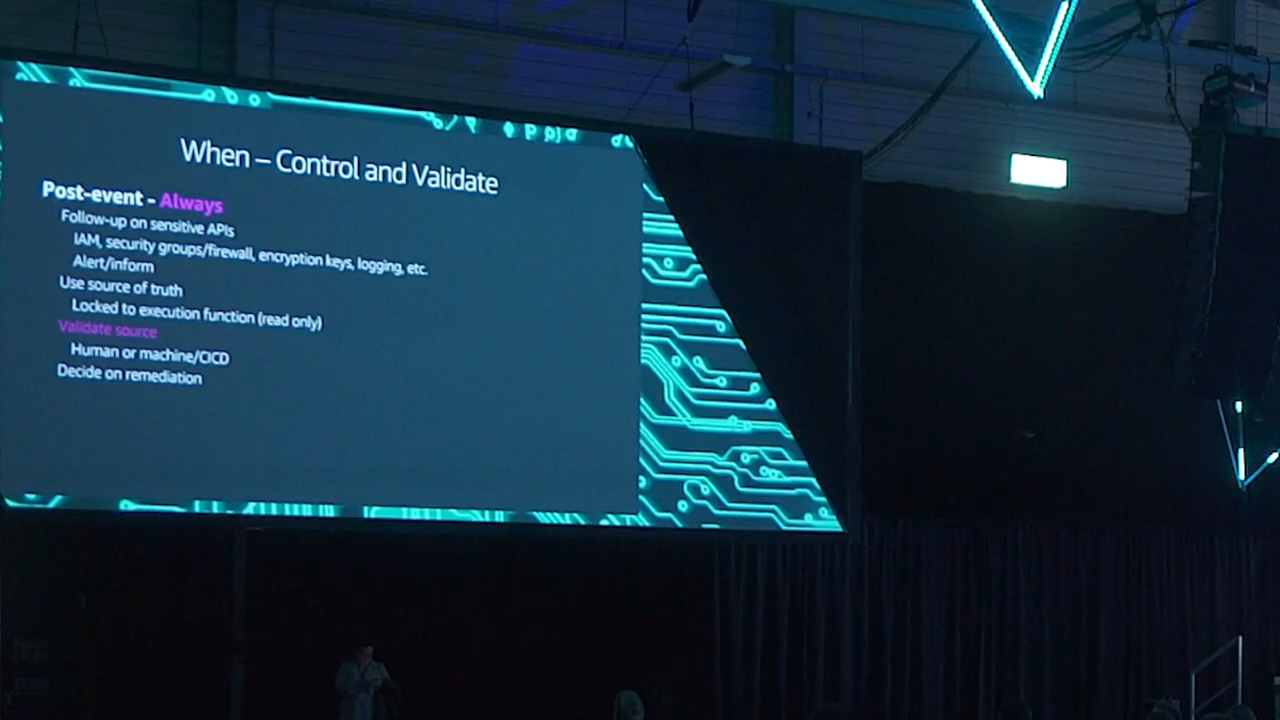 When – Control and Validate
Post-event – Always
Follow-up on sensitive APIs
IAM, security groups/firewall, encryption keys, logging, etc.
Alert/inform
Use source of truth
Locked to execution function (read only)
Validate source
Human or machine/CICD
Decide on remediation